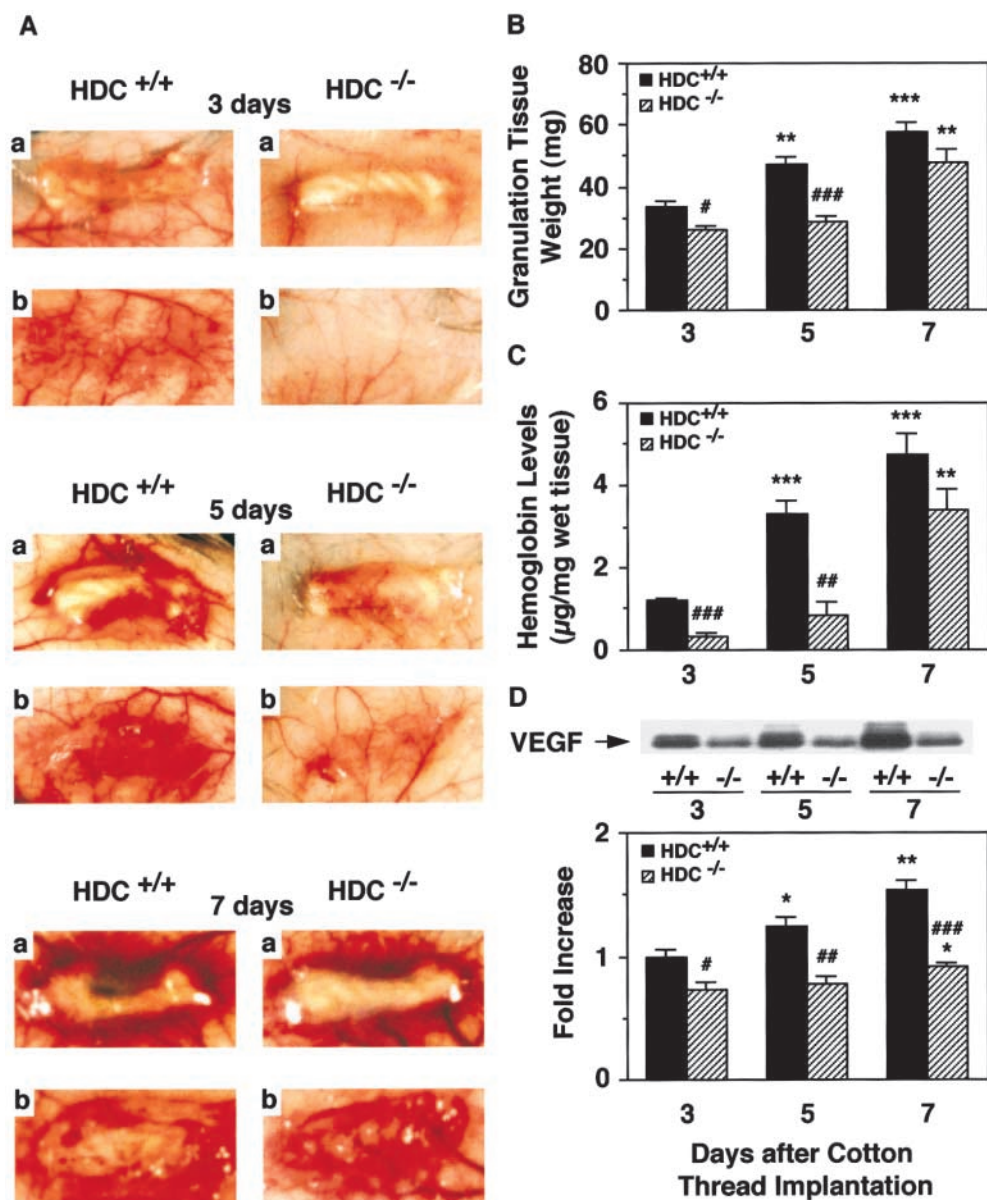 A
HDC +/+ 3 days HDC -/-
a a
b b
HDC +/+ 5 days HDC -/-
a a
b b
HDC +/+ 7 days HDC -/-
a a
b b
B
Granulation Tissue
Weight (mg)
80
60
40
20
0
HDC+/+
HDC -/-
# ** ### *** **
3 5 7
C
Hemoglobin Levels
(µg/mg wet tissue)
6
4
2
0
HDC+/+
HDC -/-
### *** ## *** **
3 5 7
D
VEGF
+/+ -/- +/+ -/- +/+ -/-
3 5 7
Fold Increase
2
1
0
HDC+/+
HDC -/-
# * ## ** ### *
3 5 7
Days after Cotton
Thread Implantation